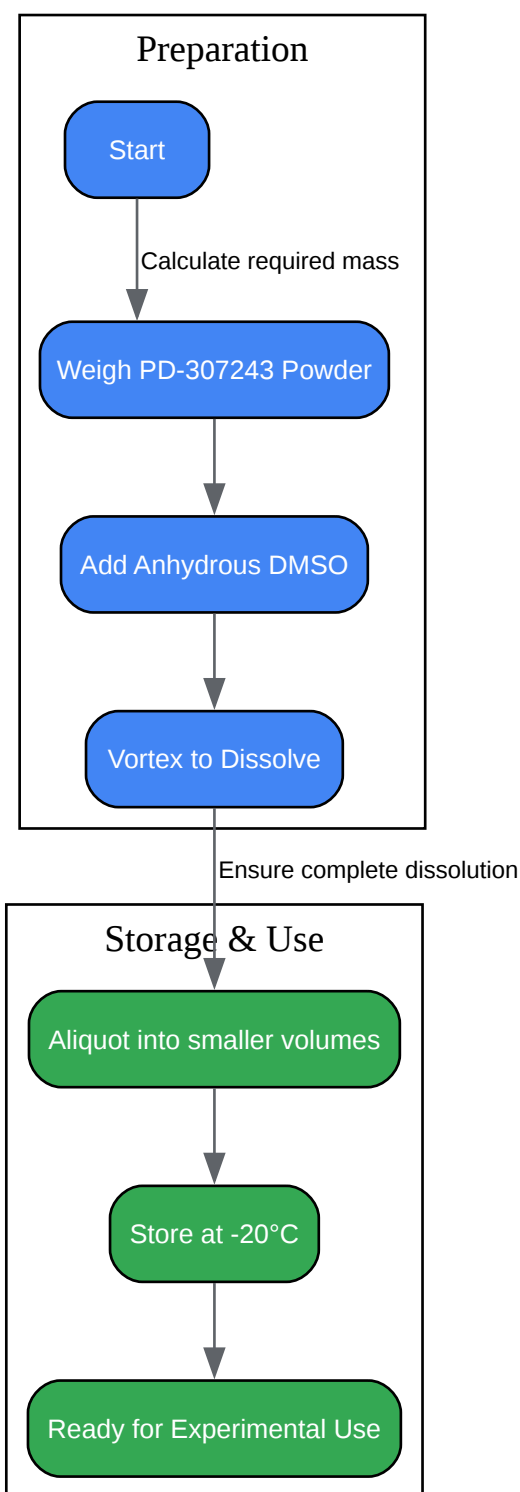 Preparation
Start
Calculate required mass
Weigh PD-307243 Powder
Add Anhydrous DMSO
Vortex to Dissolve
Ensure complete dissolution
Storage & Use
Aliquot into smaller volumes
Store at -20°C
Ready for Experimental Use